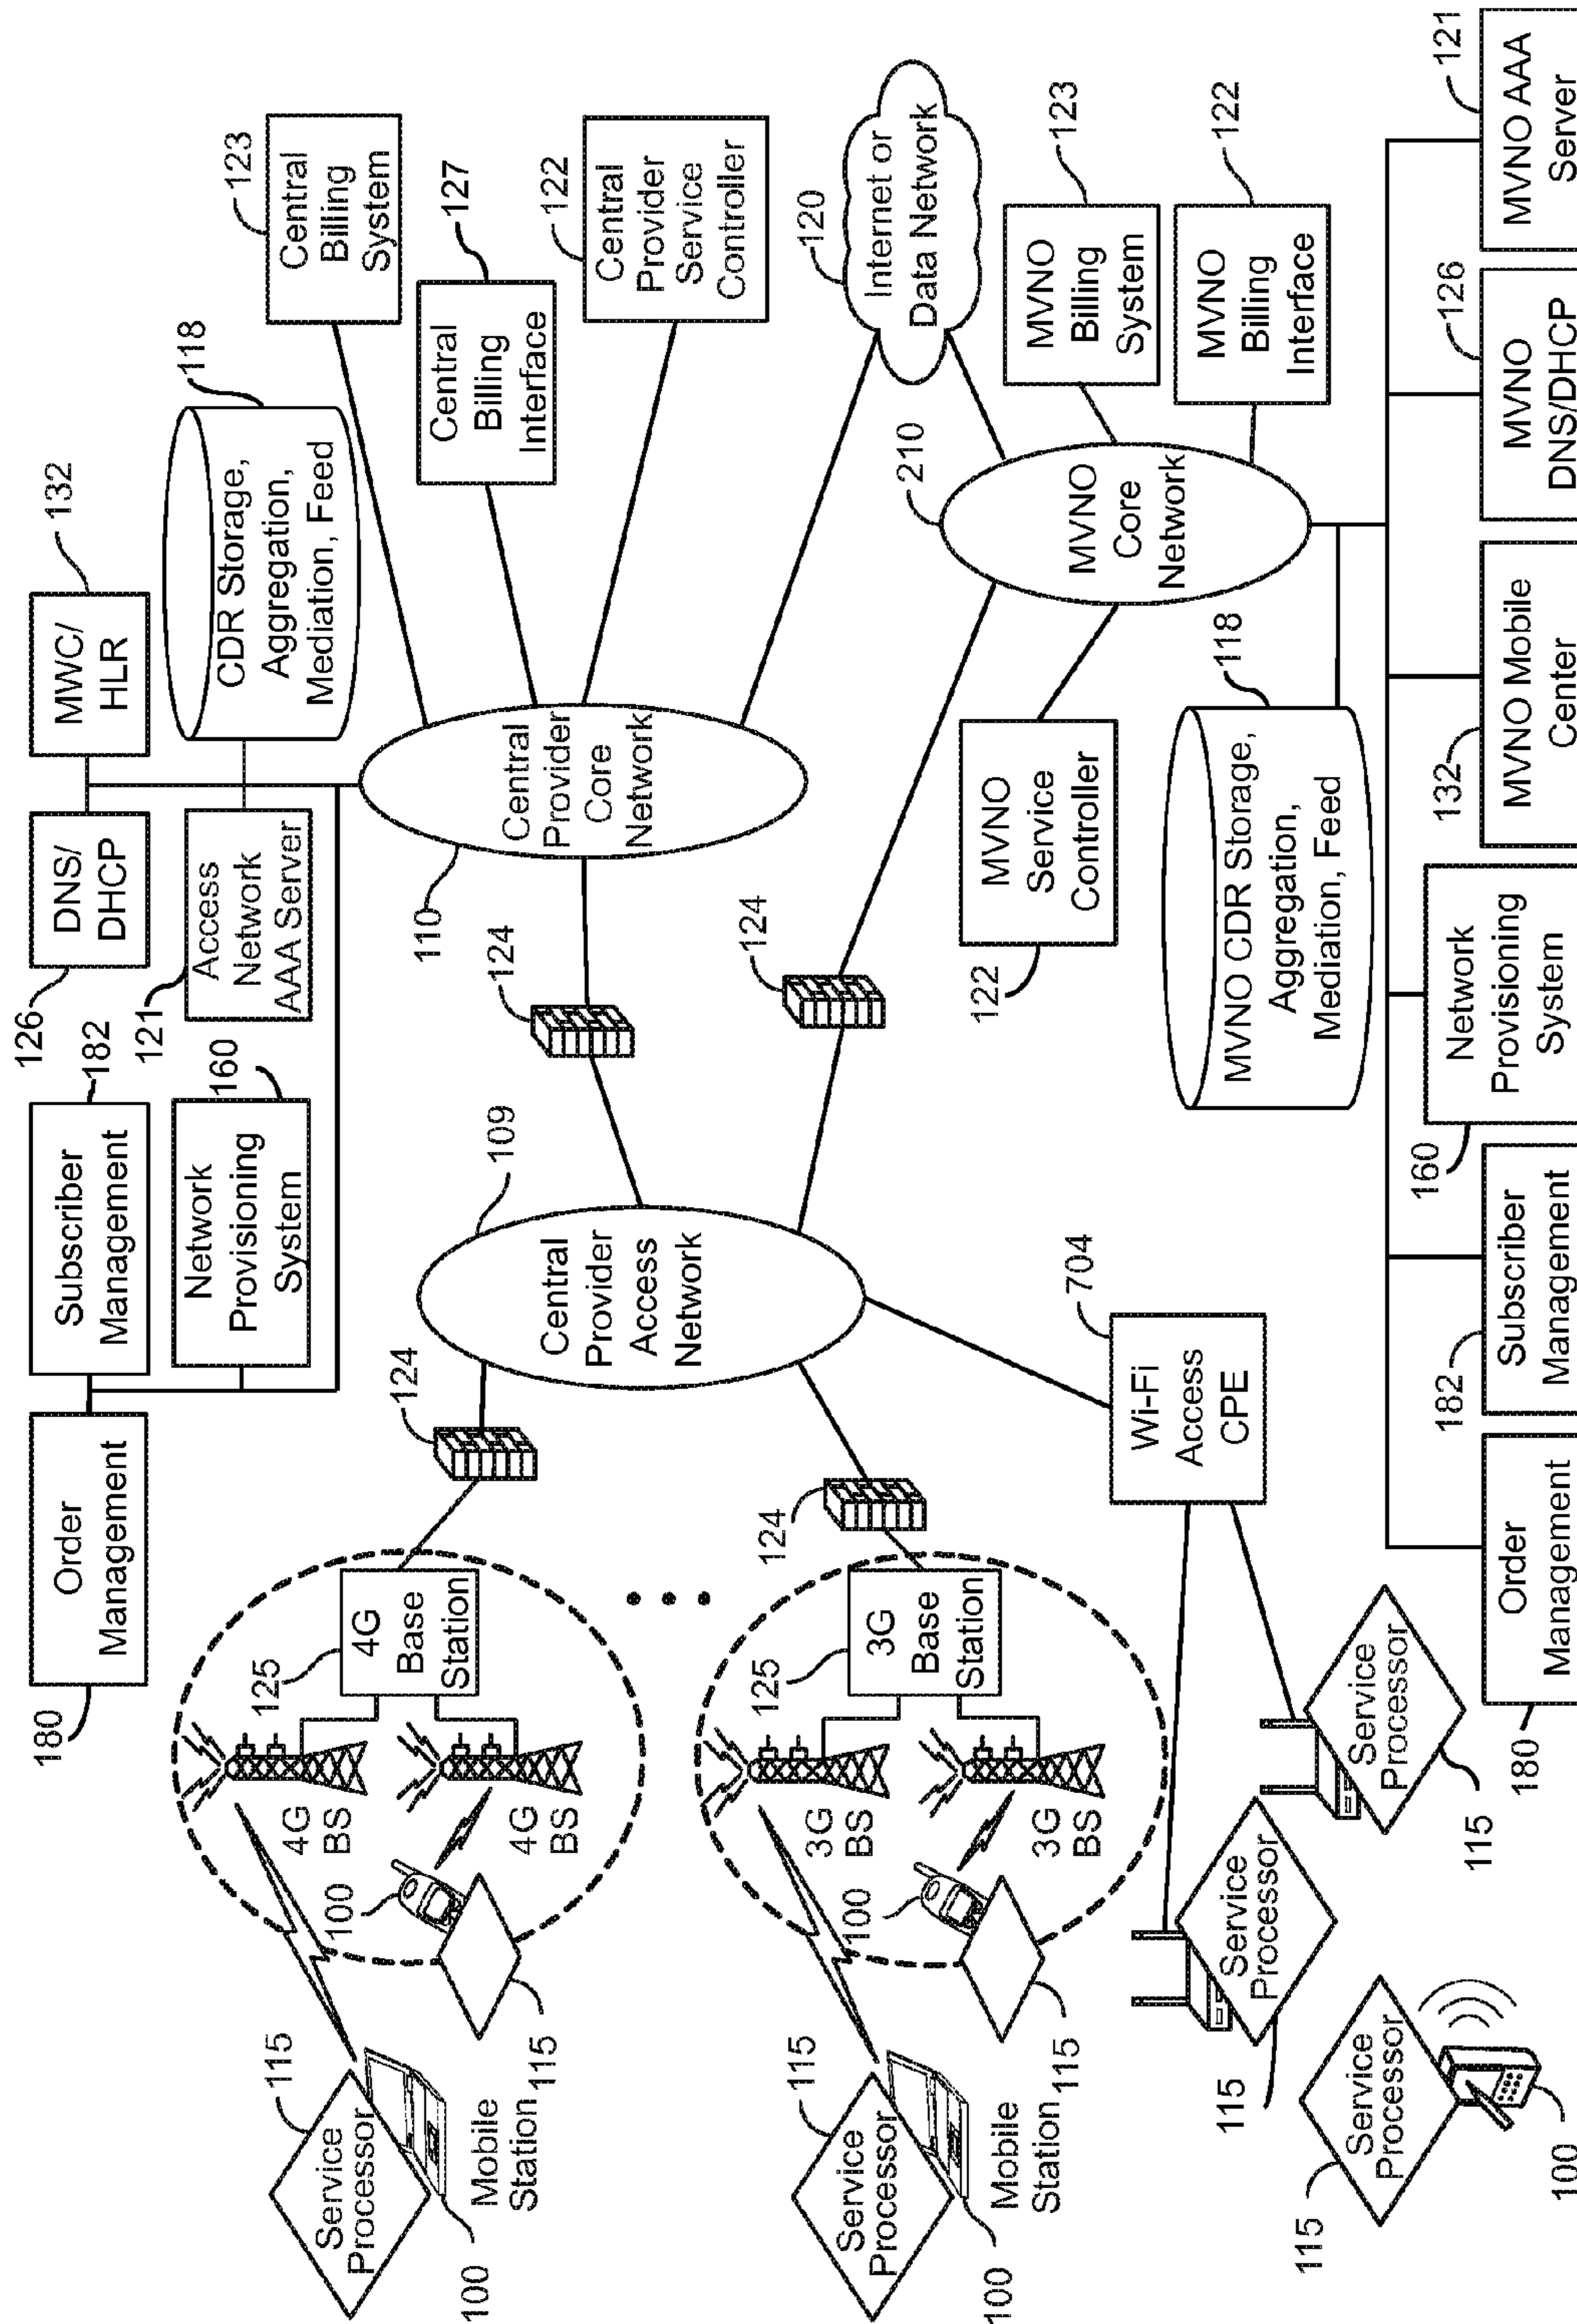 180
Order
Management
Subscriber
Management
182
Network
Provisioning
System
160
126
DNS/
DHCP
MWC/
HLR
132
121
Access
Network
AAA Server
CDR Storage,
Aggregation,
Mediation, Feed
118
Central
Billing
System
123
Central
Billing
Interface
127
Central
Provider
Service
Controller
122
110
Central
Provider
Core
Network
124
124
109
Central
Provider
Access
Network
124
124
125
4G
Base
Station
4G
BS
4G
BS
100
115
Service
Processor
115
100
Mobile
Station
125
3G
Base
Station
3G
BS
3G
BS
100
115
Service
Processor
115
100
Mobile
Station
120
Internet or
Data Network
210
MVNO
Core
Network
MVNO
Billing
System
123
MVNO
Billing
Interface
122
MVNO
Service
Controller
122
704
Wi-Fi
Access
CPE
Service
Processor
115
Service
Processor
115
Service
Processor
115
100
MVNO CDR Storage,
Aggregation,
Mediation, Feed
118
Order
Management
180
Subscriber
Management
182
Network
Provisioning
System
160
MVNO Mobile
Center
132
MVNO
DNS/DHCP
126
MVNO AAA
Server
121